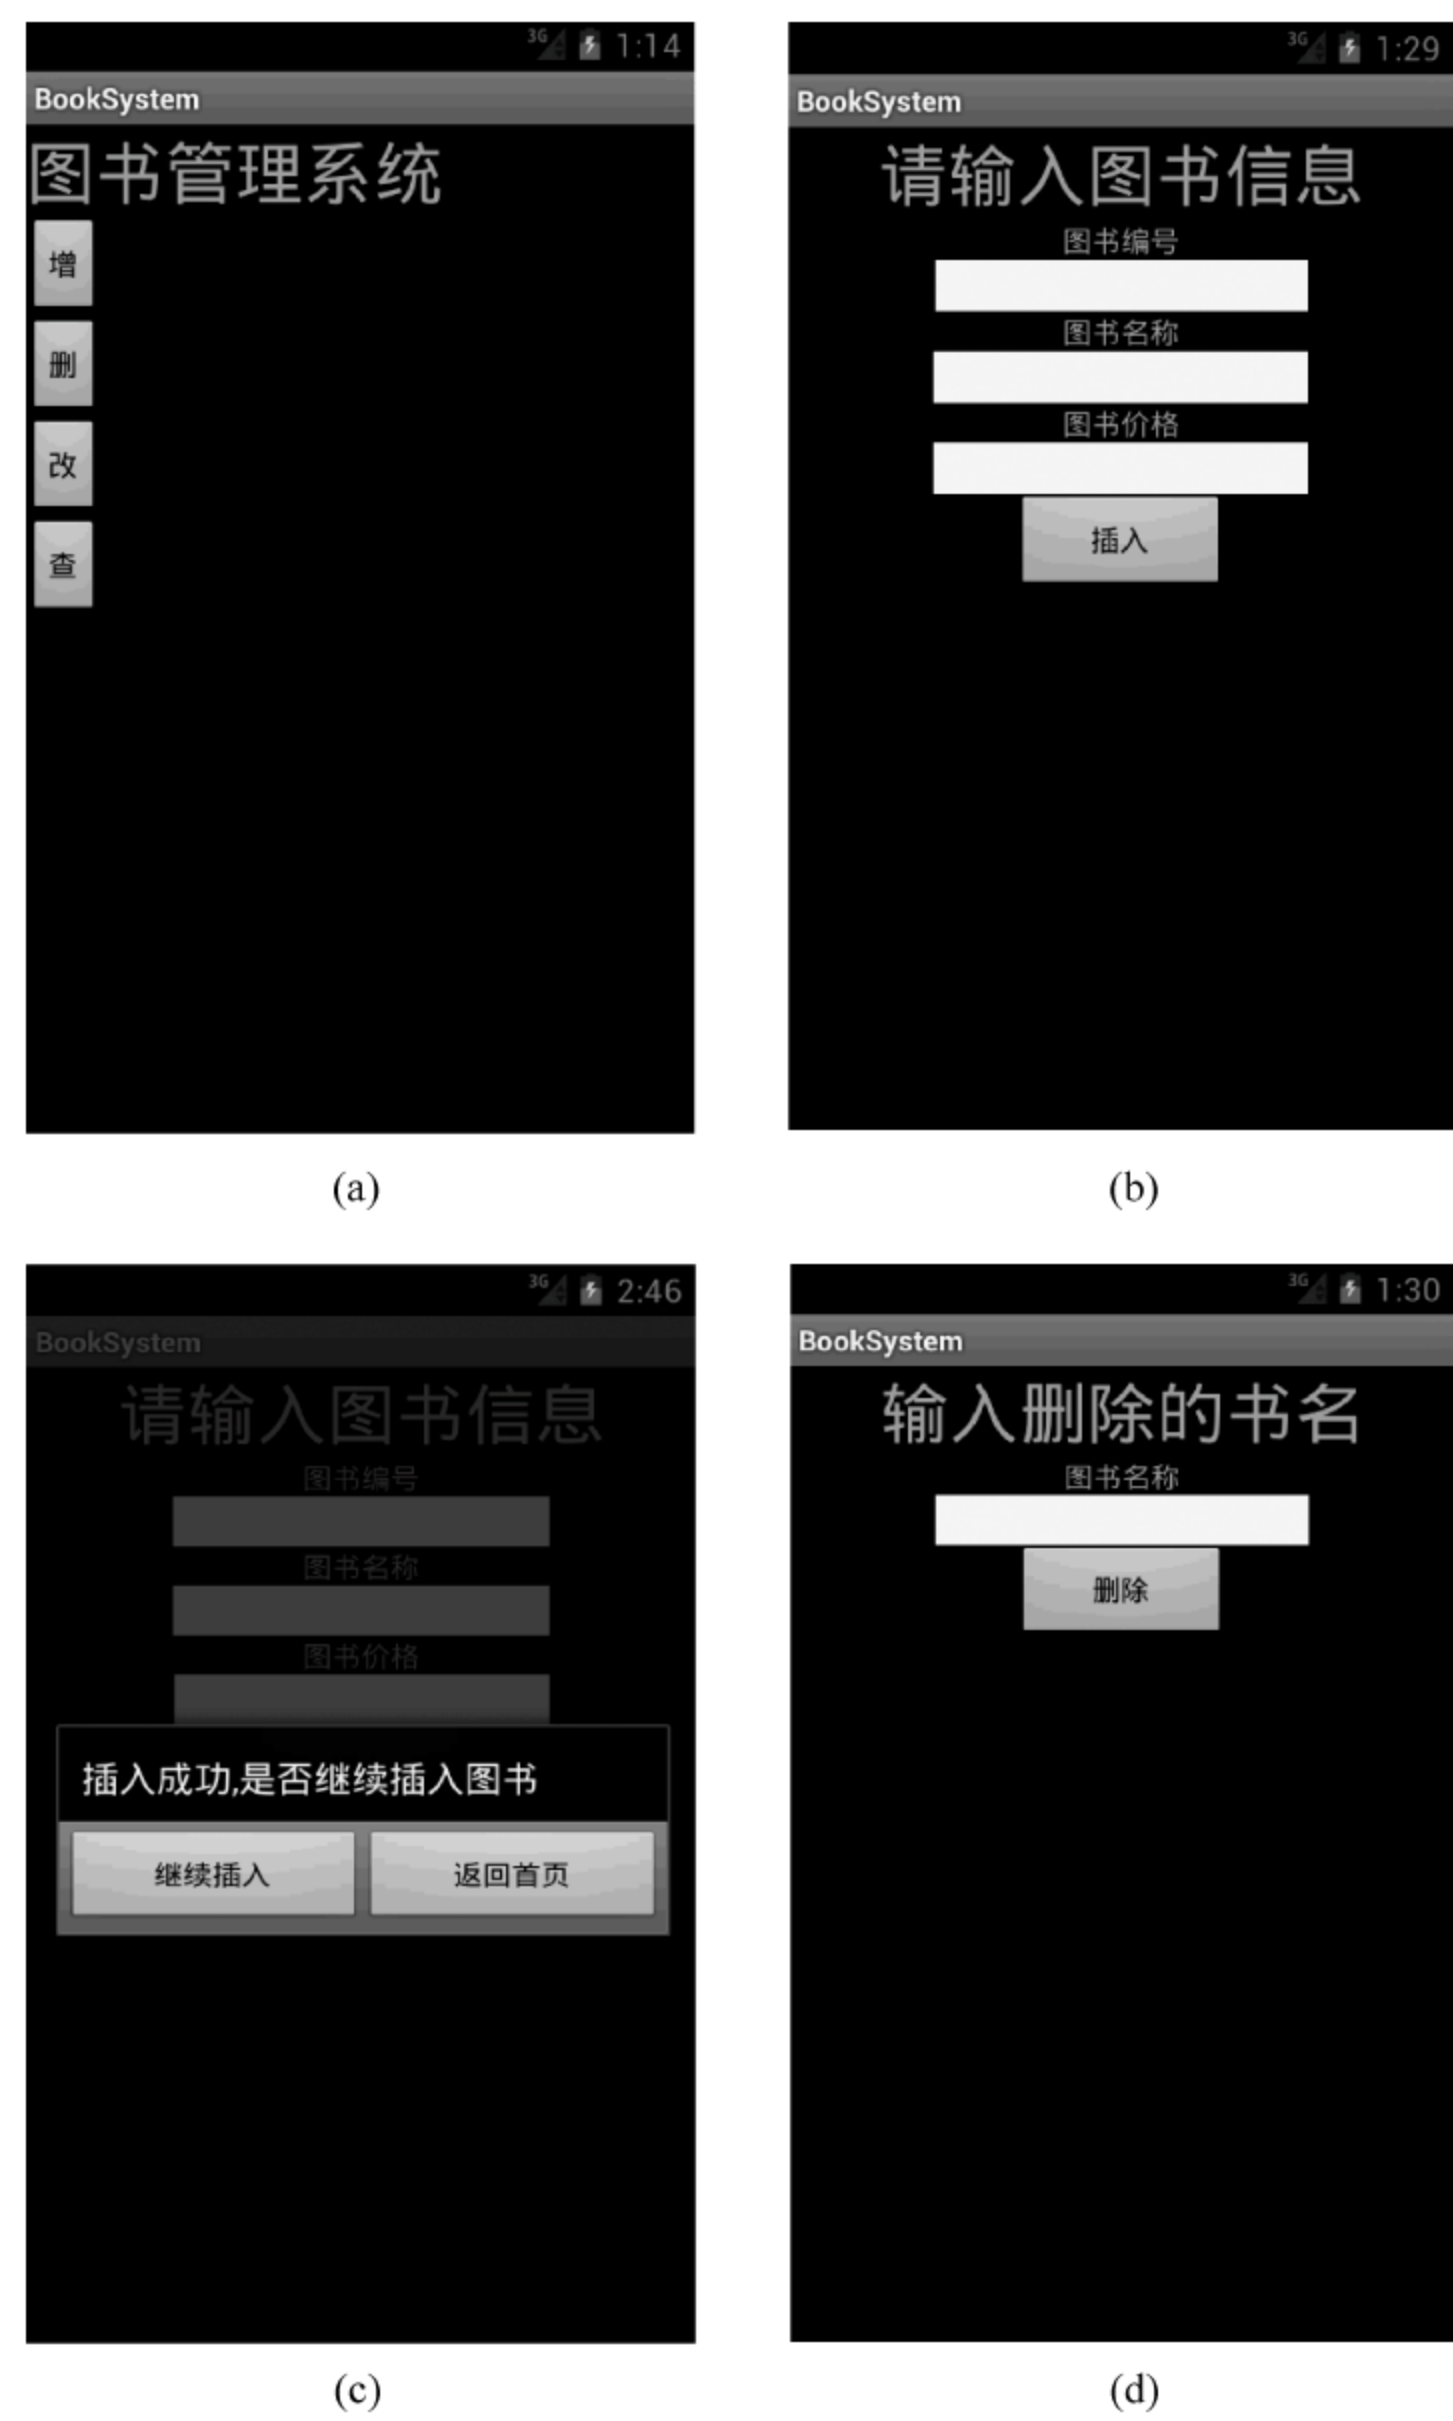 3G 1:14
BookSystem
图书管理系统
增
删
改
查
(a)
3G 1:29
BookSystem
请输入图书信息
图书编号
图书名称
图书价格
插入
(b)
3G 2:46
BookSystem
请输入图书信息
图书编号
图书名称
图书价格
插入成功,是否继续插入图书
继续插入 返回首页
(c)
3G 1:30
BookSystem
输入删除的书名
图书名称
删除
(d)